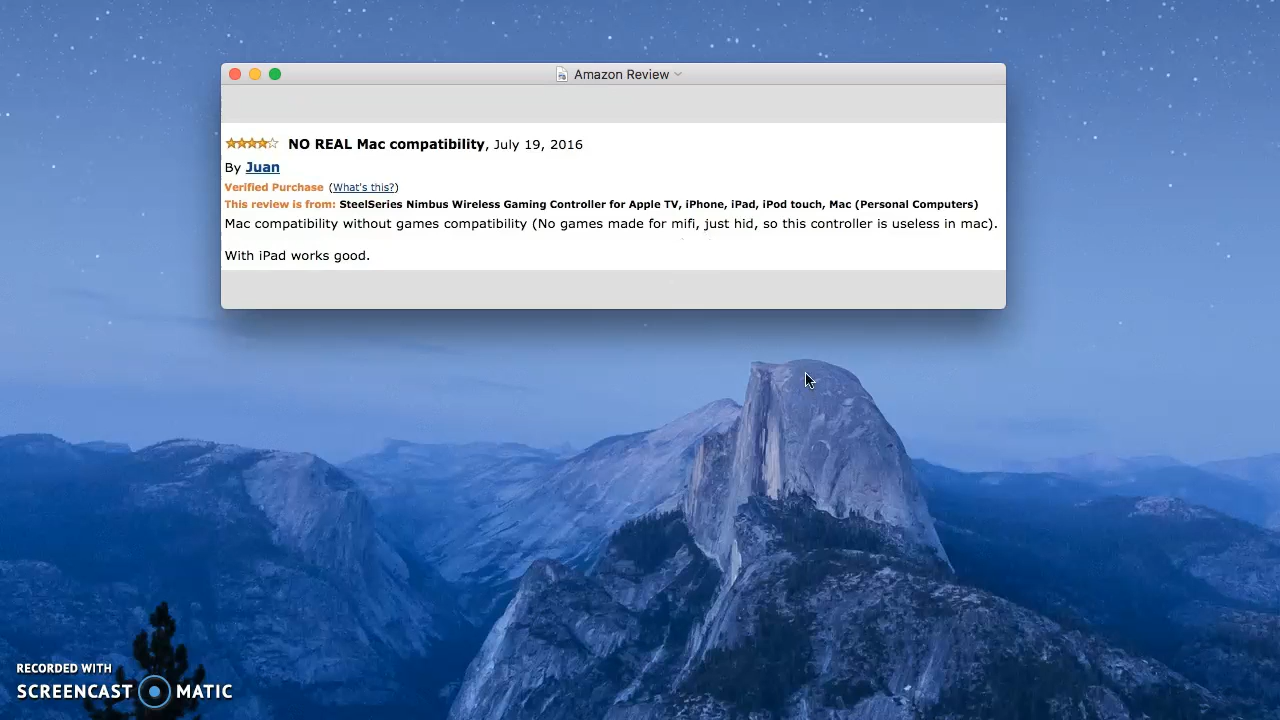 Amazon Review
NO REAL Mac compatibility, July 19, 2016
By Juan
Verified Purchase (What's this?)
This review is from: SteelSeries Nimbus Wireless Gaming Controller for Apple TV, iPhone, iPad, iPod touch, Mac (Personal Computers)
Mac compatibility without games compatibility (No games made for mifi, just hid, so this controller is useless in mac).
With iPad works good.
RECORDED WITH
SCREENCAST MATIC